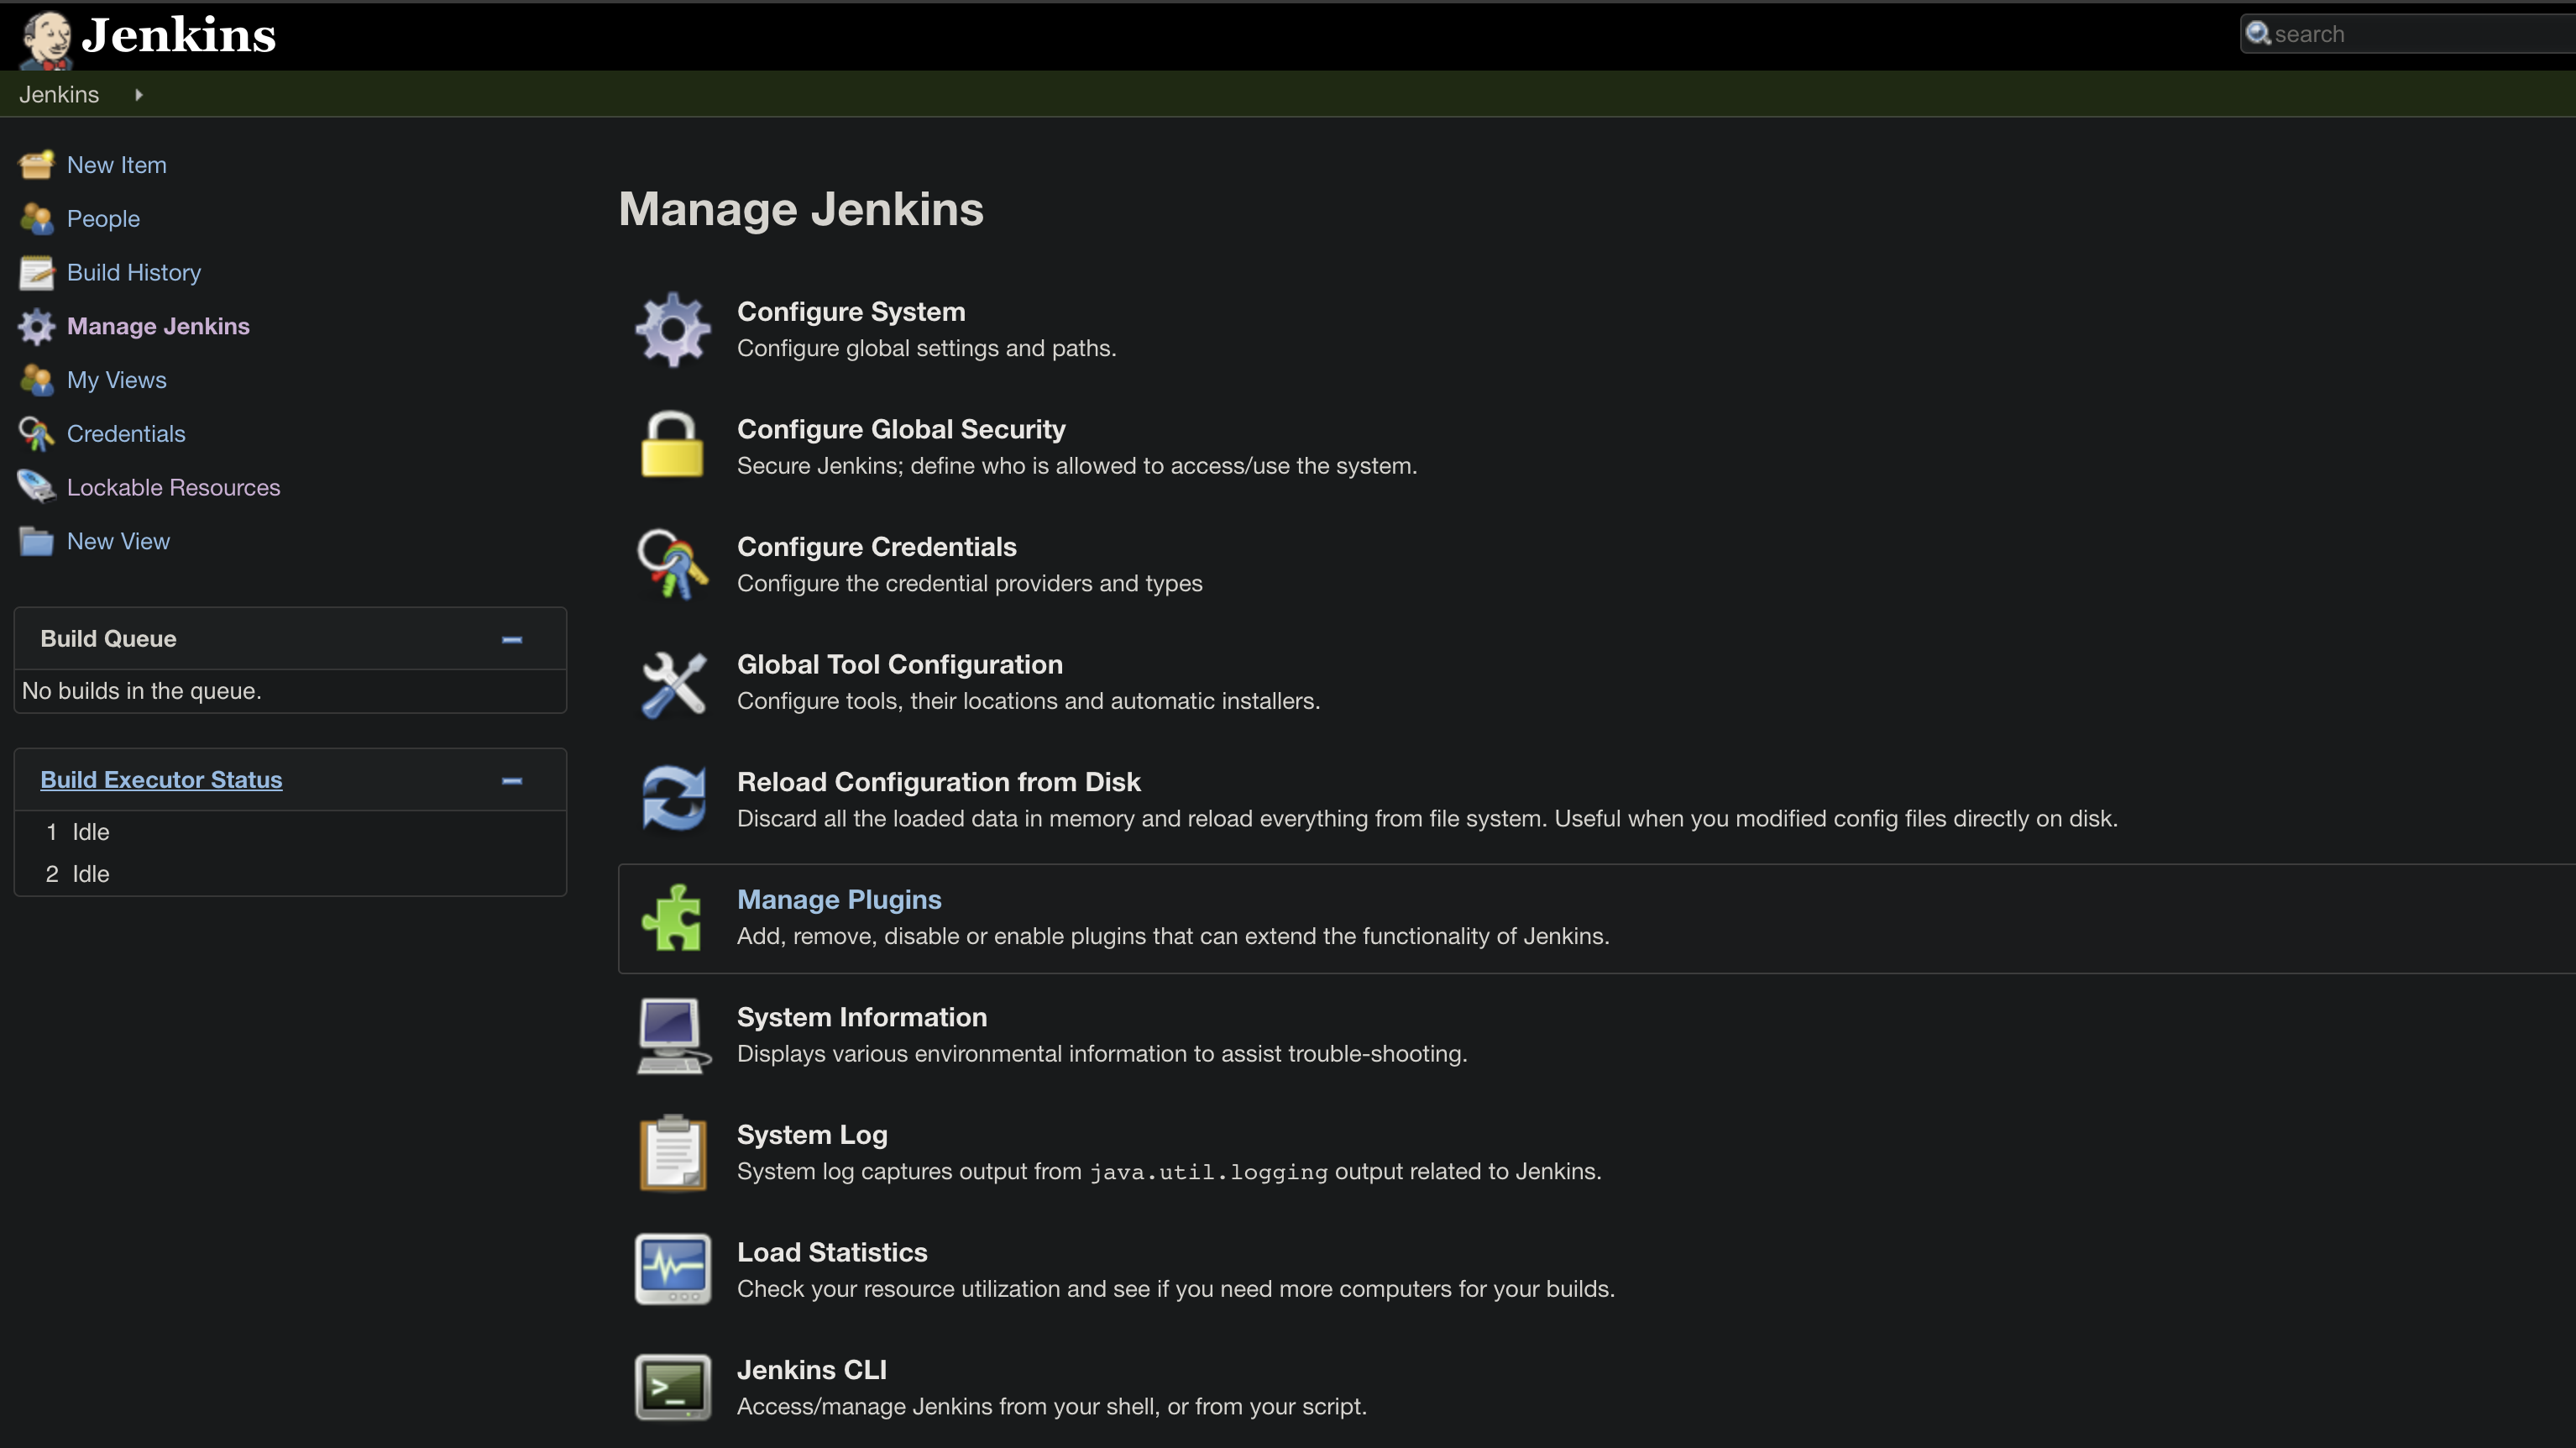 Jenkins
search
Jenkins
New Item
People
Build History
Manage Jenkins
My Views
Credentials
Lockable Resources
New View
Build Queue
No builds in the queue.
Build Executor Status
1 Idle
2 Idle
Manage Jenkins
Configure System
Configure global settings and paths.
Configure Global Security
Secure Jenkins; define who is allowed to access/use the system.
Configure Credentials
Configure the credential providers and types
Global Tool Configuration
Configure tools, their locations and automatic installers.
Reload Configuration from Disk
Discard all the loaded data in memory and reload everything from file system. Useful when you modified config files directly on disk.
Manage Plugins
Add, remove, disable or enable plugins that can extend the functionality of Jenkins.
System Information
Displays various environmental information to assist trouble-shooting.
System Log
System log captures output from java.util.logging output related to Jenkins.
Load Statistics
Check your resource utilization and see if you need more computers for your builds.
Jenkins CLI
Access/manage Jenkins from your shell, or from your script.